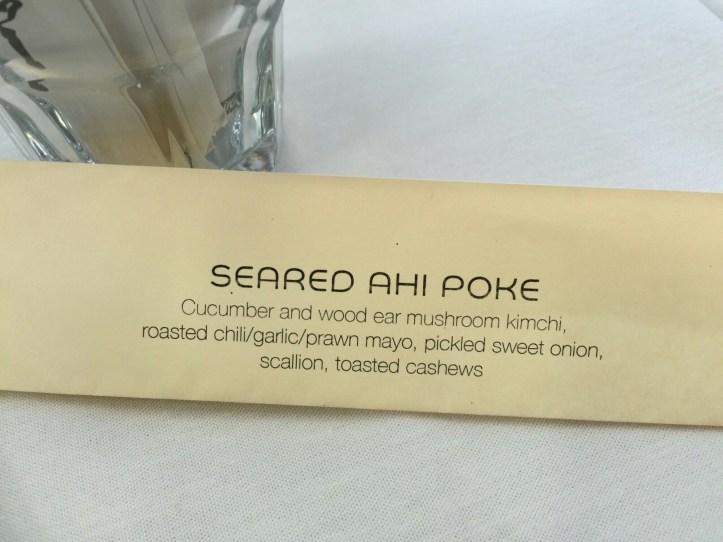 SEARED AHI POKE
Cucumber and wood ear mushroom kimchi,
roasted chili/garlic/prawn mayo, pickled sweet onion,
scallion, toasted cashews